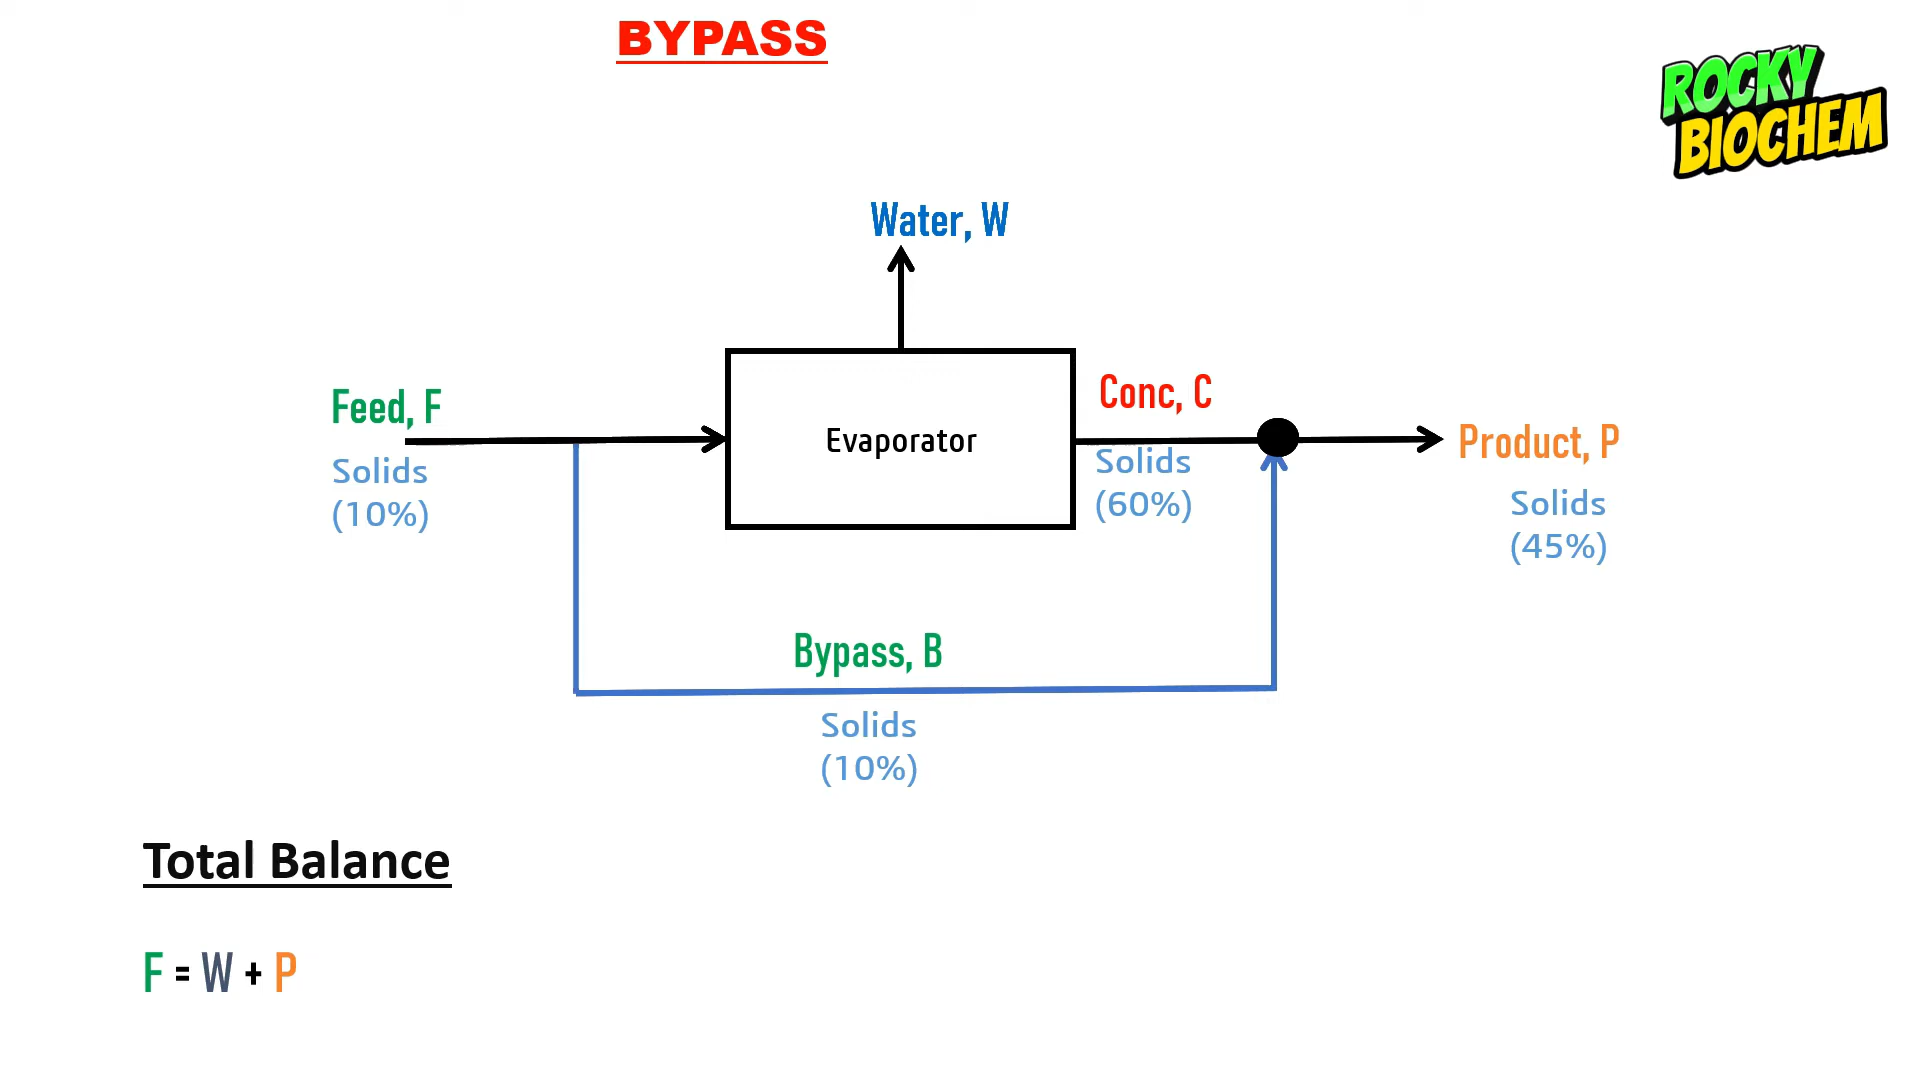 BYPASS
ROCKY
BIOCHEM
Water, W
Feed, F
Solids
(10%)
Evaporator
Conc, C
Solids
(60%)
Product, P
Solids
(45%)
Bypass, B
Solids
(10%)
Total Balance
F = W + P